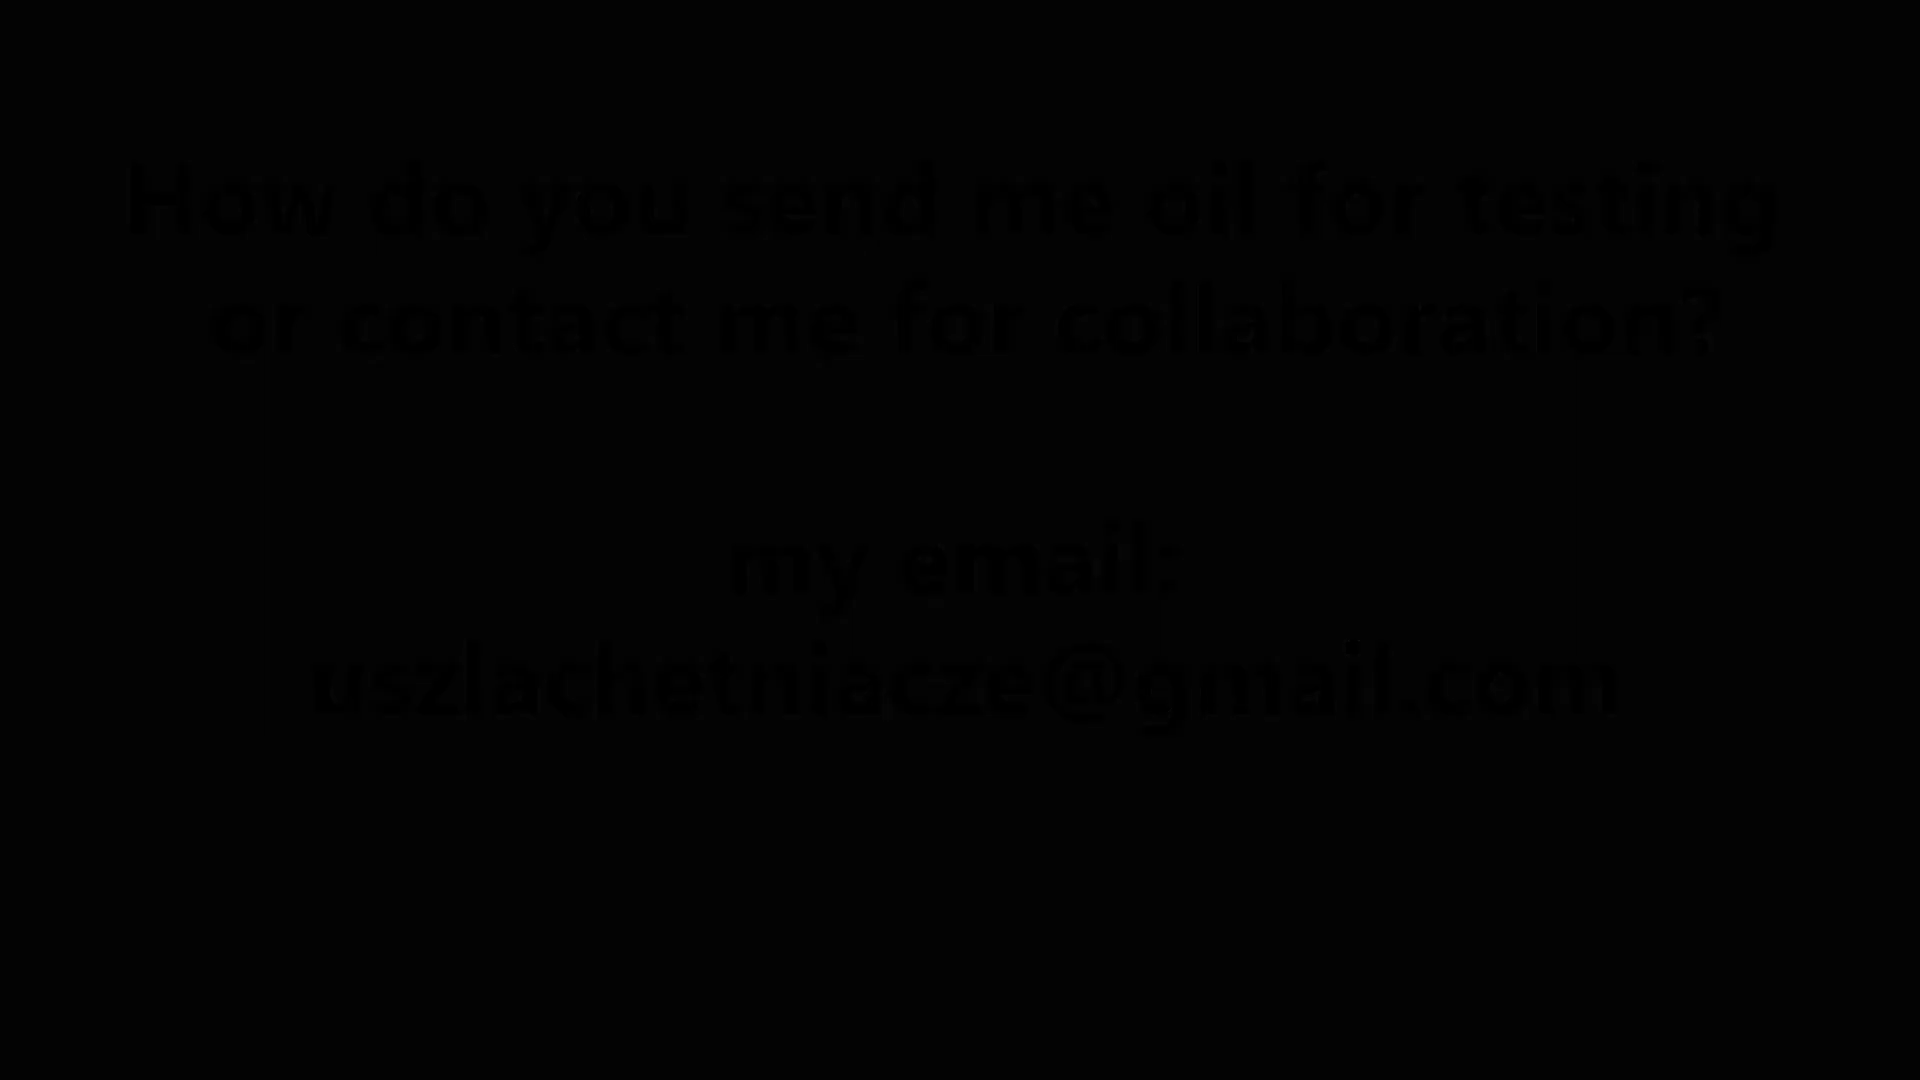 How do you send me oil for testing
or contact me for collaboration?
my email:
uszlachetniacze@gmail.com